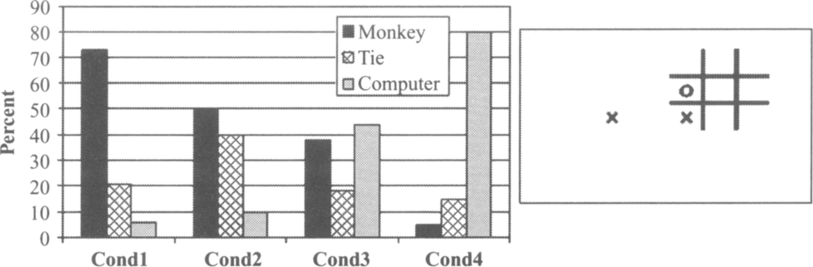 90
80
70
60
50
40
30
20
10
0
Percent
Monkey
Tie
Computer
Cond1 Cond2 Cond3 Cond4
O
X X